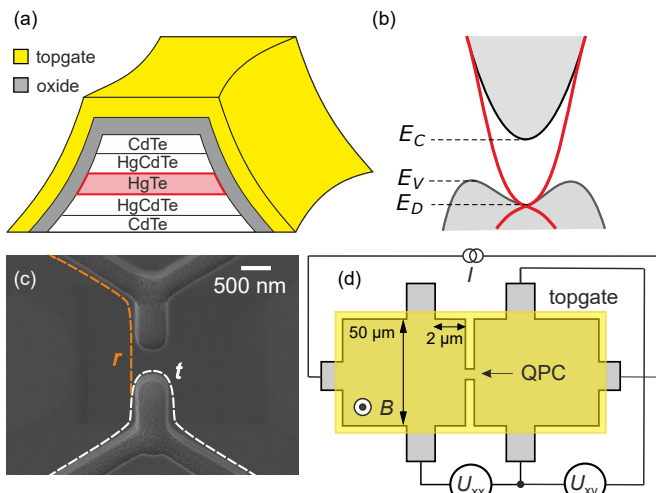 (a)
topgate
oxide
CdTe
HgCdTe
HgTe
HgCdTe
CdTe
(b)
E_C
E_V
E_D
(c)
500 nm
r
t
(d)
I
topgate
50 µm
2 µm
QPC
B
U_xx
U_xy